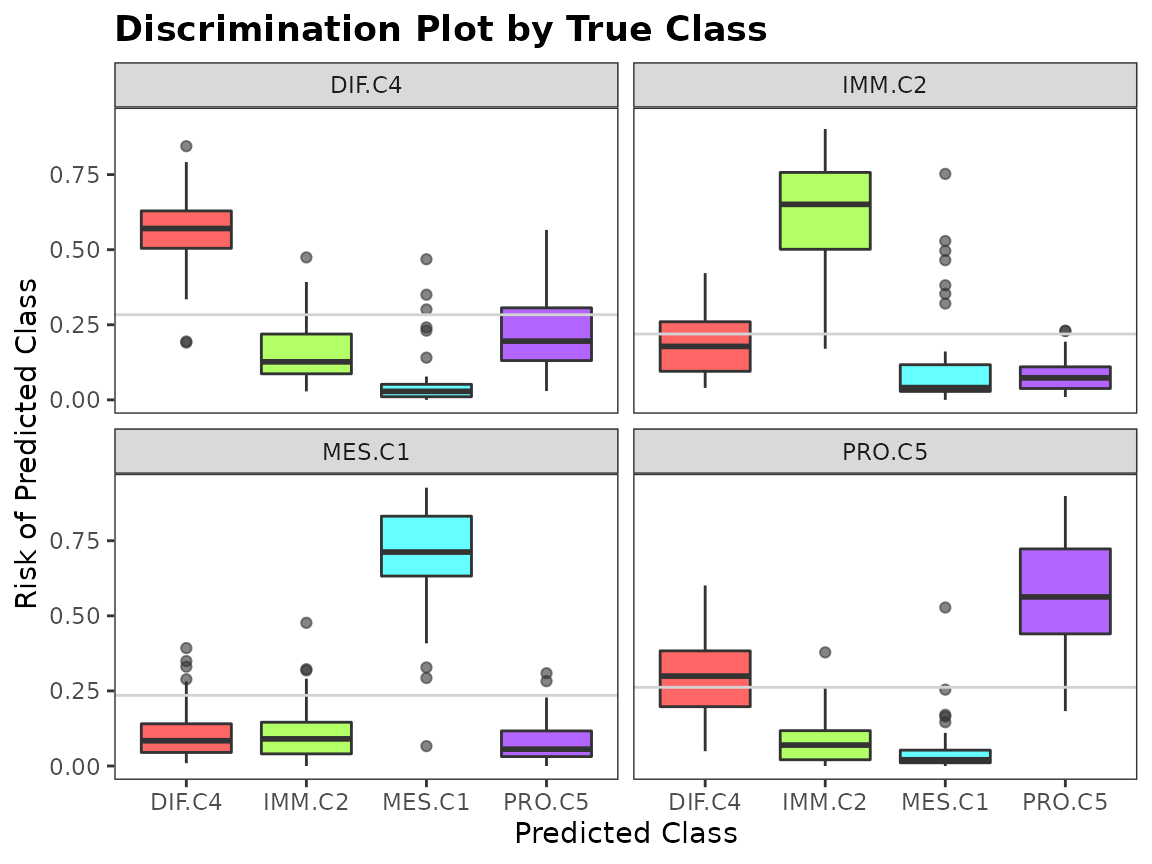 Discrimination Plot by True Class
DIF.C4
IMM.C2
0.75
0.50
0.25
0.00
MES.C1
PRO.C5
0.75
0.50
0.25
0.00
Risk of Predicted Class
DIF.C4 IMM.C2 MES.C1 PRO.C5
DIF.C4 IMM.C2 MES.C1 PRO.C5
Predicted Class